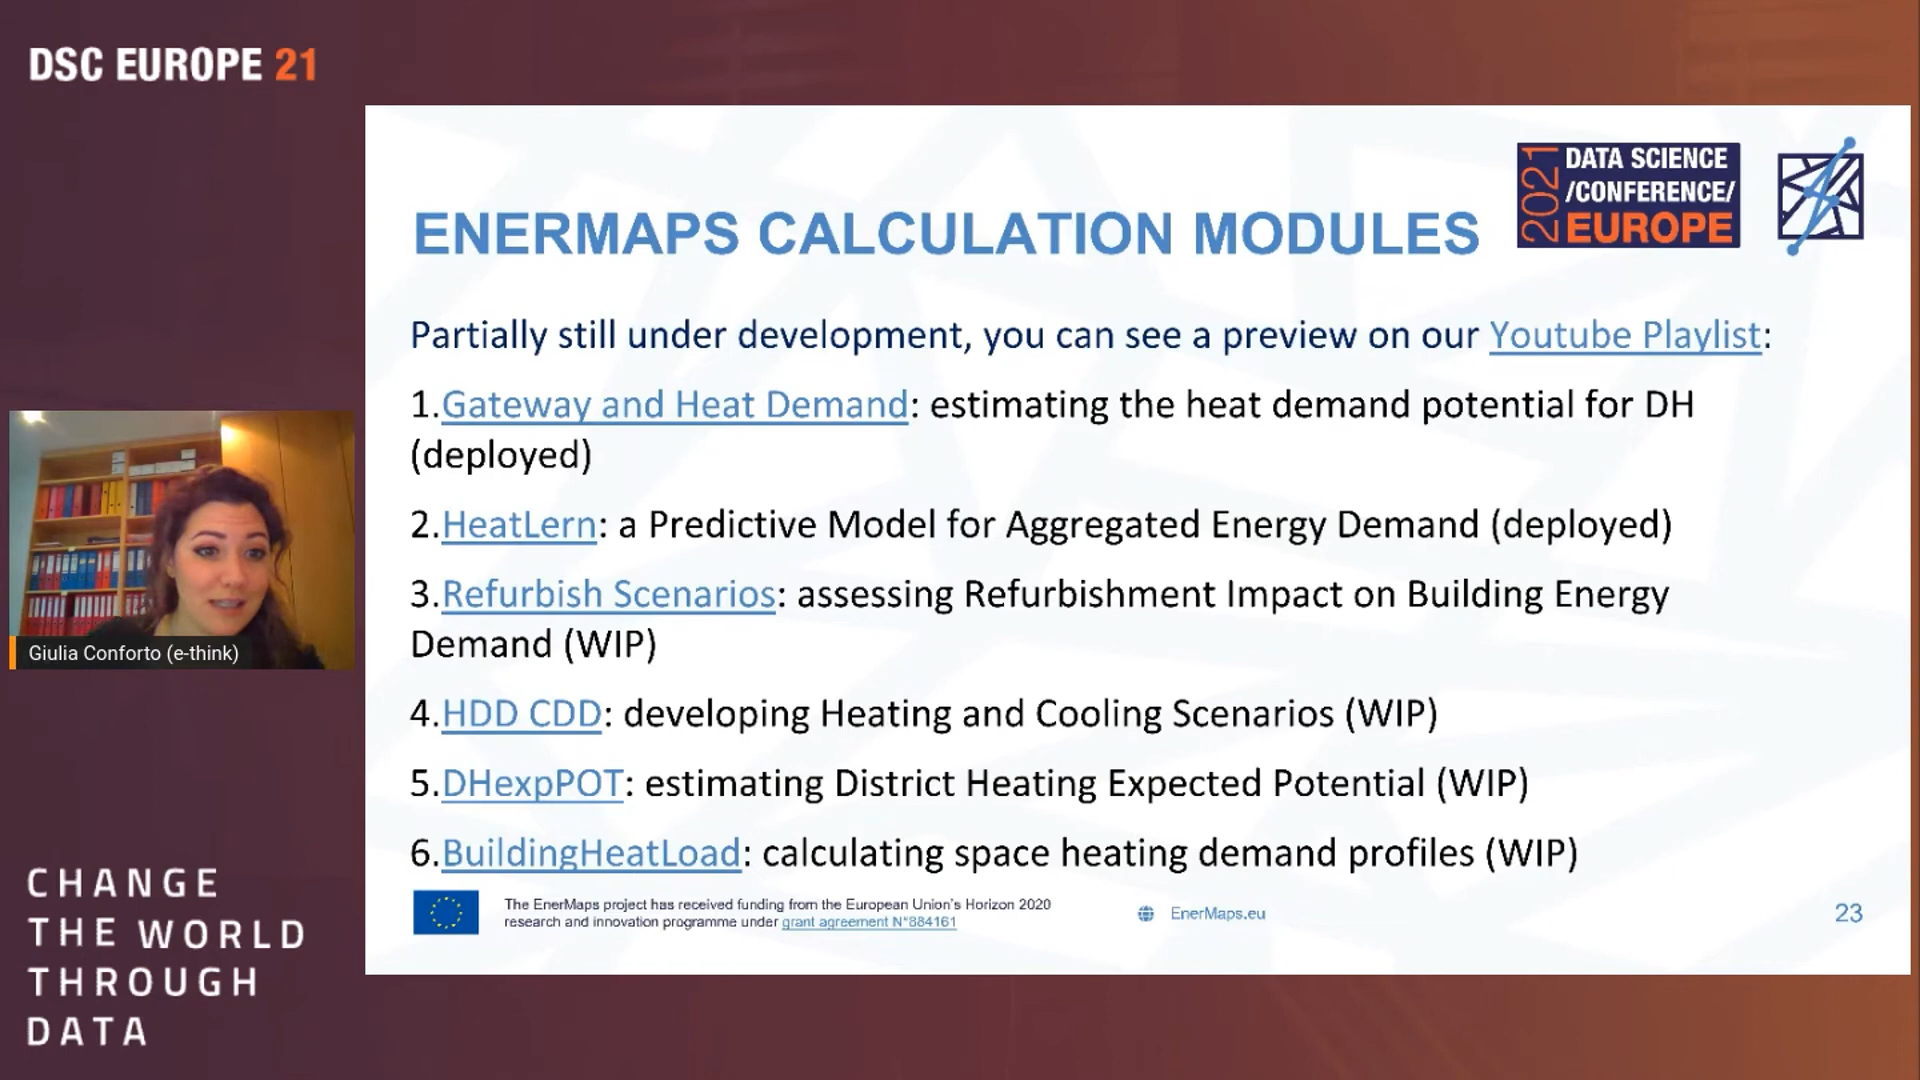 DSC EUROPE 21
2021
DATA SCIENCE
/CONFERENCE/
EUROPE
ENERMAPS CALCULATION MODULES
Partially still under development, you can see a preview on our Youtube Playlist:
1.Gateway and Heat Demand: estimating the heat demand potential for DH
(deployed)
2.HeatLern: a Predictive Model for Aggregated Energy Demand (deployed)
3.Refurbish Scenarios: assessing Refurbishment Impact on Building Energy
Demand (WIP)
4.HDD CDD: developing Heating and Cooling Scenarios (WIP)
5.DHexpPOT: estimating District Heating Expected Potential (WIP)
6.BuildingHeatLoad: calculating space heating demand profiles (WIP)
The EnerMaps project has received funding from the European Union's Horizon 2020
research and innovation programme under grant agreement N°884161
EnerMaps.eu
23
Giulia Conforto (e-think)
CHANGE
THE WORLD
THROUGH
DATA